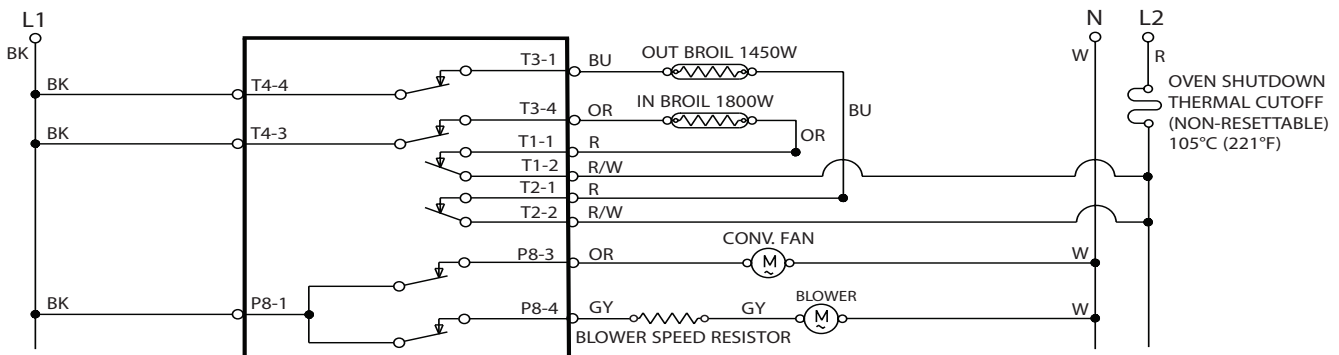 L1
N
L2
BK
W
R
BK
T4-4
T3-1
BU
OUT BROIL 1450W
BU
OVEN SHUTDOWN
THERMAL CUTOFF
(NON-RESETTABLE)
105°C (221°F)
BK
T4-3
T3-4
OR
IN BROIL 1800W
OR
T1-1
R
T1-2
R/W
T2-1
R
T2-2
R/W
P8-3
OR
CONV. FAN
M
~
W
BK
P8-1
P8-4
GY
BLOWER SPEED RESISTOR
GY
BLOWER
M
~
W